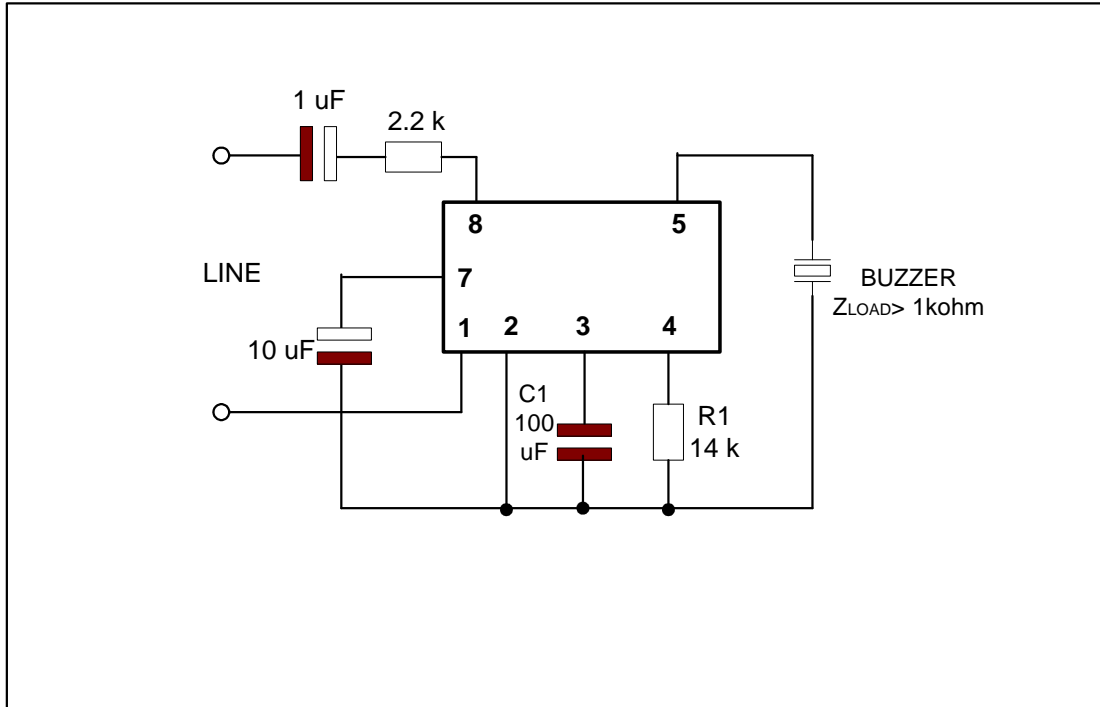 1 uF
2.2 k
8
5
LINE
7
BUZZER
ZLOAD> 1kohm
10 uF
1
2
3
4
C1
100
uF
R1
14 k